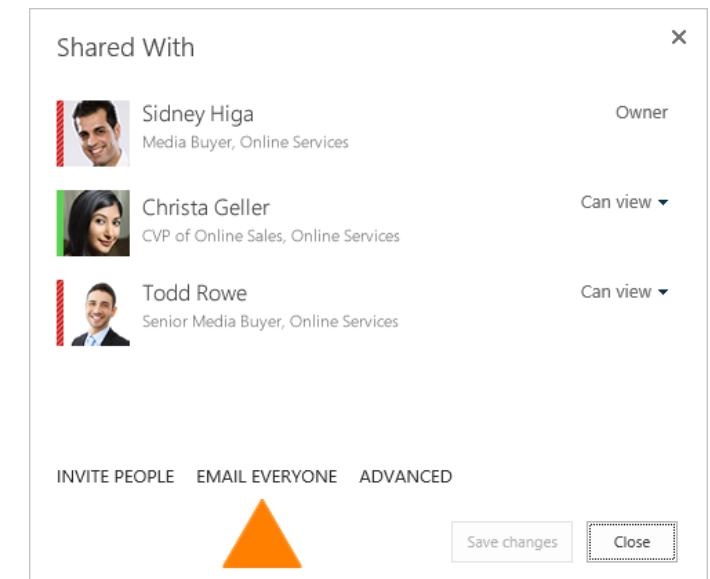 Shared With
Sidney Higa
Owner
Media Buyer, Online Services
Christa Geller
Can view
CVP of Online Sales, Online Services
Todd Rowe
Can view
Senior Media Buyer, Online Services
INVITE PEOPLE EMAIL EVERYONE ADVANCED
Save changes Close